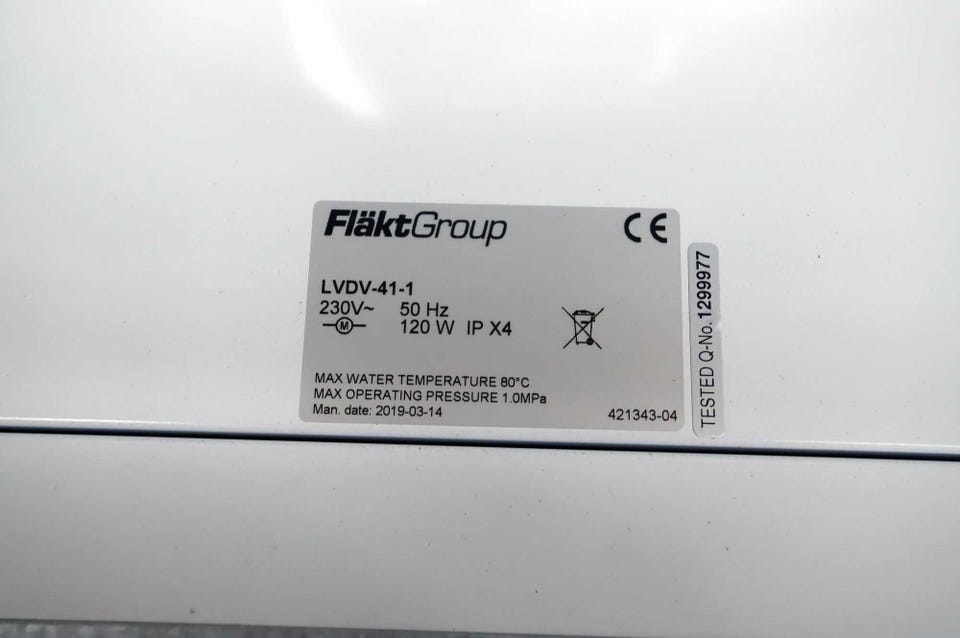 FläktGroup CE
LVDV-41-1
230V~ 50 Hz
M 120 W IP X4
MAX WATER TEMPERATURE 80°C
MAX OPERATING PRESSURE 1.0MPa
Man. date: 2019-03-14 421343-04
TESTED Q-No. 1299977